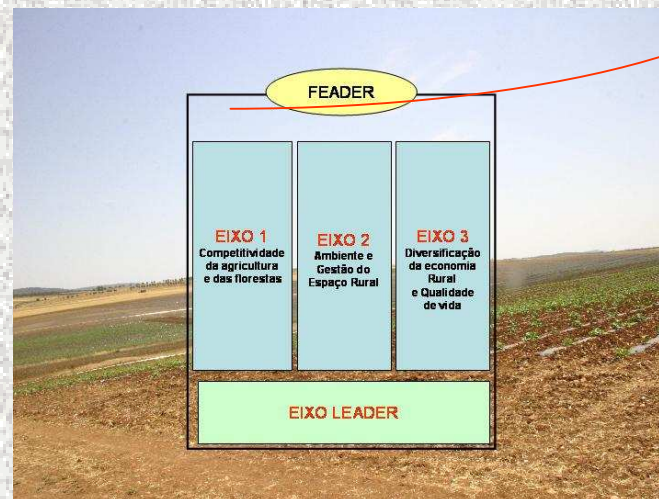 FEADER
EIXO 1
Competitividade
da agricultura
e das florestas
EIXO 2
Ambiente e
Gestão do
Espaço Rural
EIXO 3
Diversificação
da economia
Rural
e Qualidade
de vida
EIXO LEADER